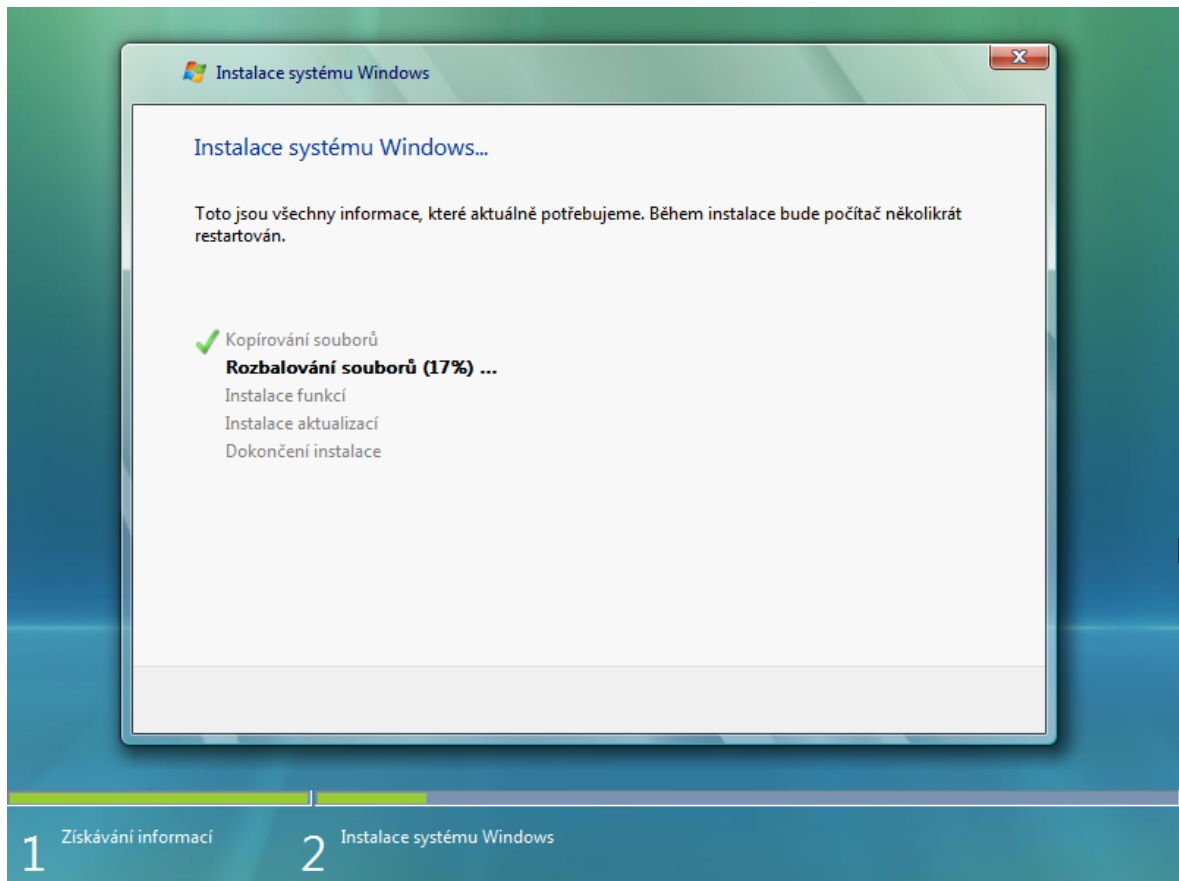 Instalace systému Windows
Instalace systému Windows...
Toto jsou všechny informace, které aktuálně potřebujeme. Během instalace bude počítač několikrát
restartován.
Kopírování souborů
Rozbalování souborů (17%) ...
Instalace funkcí
Instalace aktualizací
Dokončení instalace
1 Získávání informací
2 Instalace systému Windows